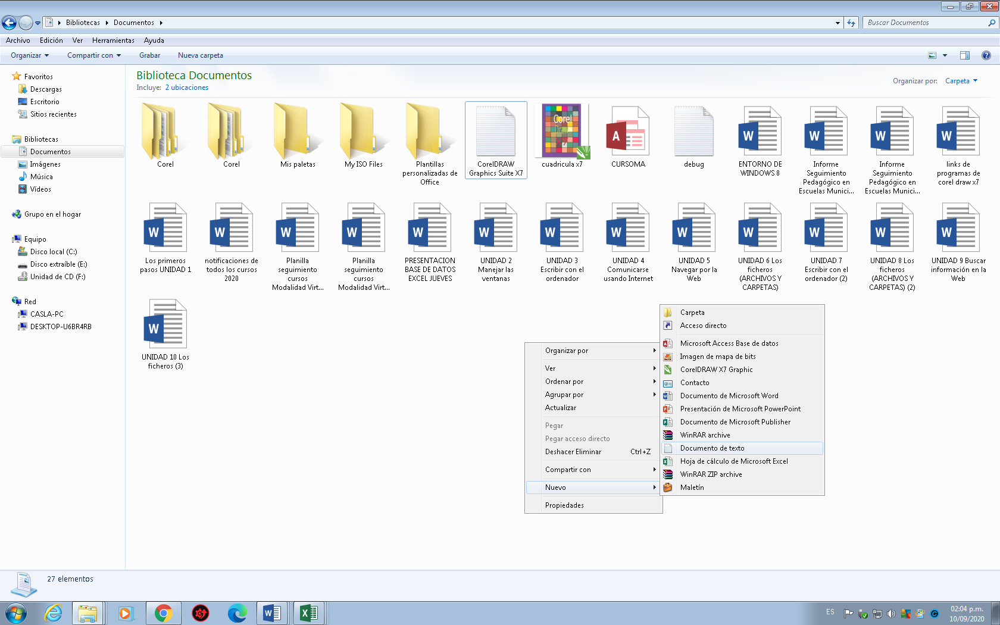 Bibliotecas Documentos
Buscar Documentos
Archivo Edición Ver Herramientas Ayuda
Organizar Compartir con Grabar Nueva carpeta
Favoritos
Descargas
Escritorio
Sitios recientes
Bibliotecas
Documentos
Imágenes
Música
Vídeos
Grupo en el hogar
Equipo
Disco local (C:)
Disco extraíble (E:)
Unidad de CD (F:)
Red
CASLA-PC
DESKTOP-U6BR4RB
Biblioteca Documentos
Incluye: 2 ubicaciones
Organizar por: Carpeta
Corel
Corel
Mis paletas
My ISO Files
Plantillas
personalizadas de
Office
CorelDRAW
Graphics Suite X7
Corel
Draw
X7
cuadricula x7
A
CURSOMA
debug
W
ENTORNO DE
WINDOWS 8
W
Informe
Seguimiento
Pedagógico en
Escuelas Munici...
W
Informe
Seguimiento
Pedagógico en
Escuelas Munici...
W
links de
programas de
corel draw x7
W
Los primeros
pasos UNIDAD 1
W
notificaciones de
todos los cursos
2020
W
Planilla
seguimiento
cursos
Modalidad Virt...
W
Planilla
seguimiento
cursos
Modalidad Virt...
W
PRESENTACION
BASE DE DATOS
EXCEL JUEVES
W
UNIDAD 2
Manejar las
ventanas
W
UNIDAD 3
Escribir con el
ordenador
W
UNIDAD 4
Comunicarse
usando Internet
W
UNIDAD 5
Navegar por la
Web
W
UNIDAD 6 Los
ficheros
(ARCHIVOS Y
CARPETAS)
W
UNIDAD 7
Escribir con el
ordenador (2)
W
UNIDAD 8 Los
ficheros
(ARCHIVOS Y
CARPETAS) (2)
W
UNIDAD 9 Buscar
información en la
Web
W
UNIDAD 10 Los
ficheros (3)
Organizar por
Ver
Ordenar por
Agrupar por
Actualizar
Pegar
Pegar acceso directo
Deshacer Eliminar Ctrl+Z
Compartir con
Nuevo
Propiedades
Carpeta
Acceso directo
Microsoft Access Base de datos
Imagen de mapa de bits
CorelDRAW X7 Graphic
Contacto
Documento de Microsoft Word
Presentación de Microsoft PowerPoint
Documento de Microsoft Publisher
WinRAR archive
Documento de texto
Hoja de cálculo de Microsoft Excel
WinRAR ZIP archive
Maletín
27 elementos
ES
02:04 p.m.
10/09/2020